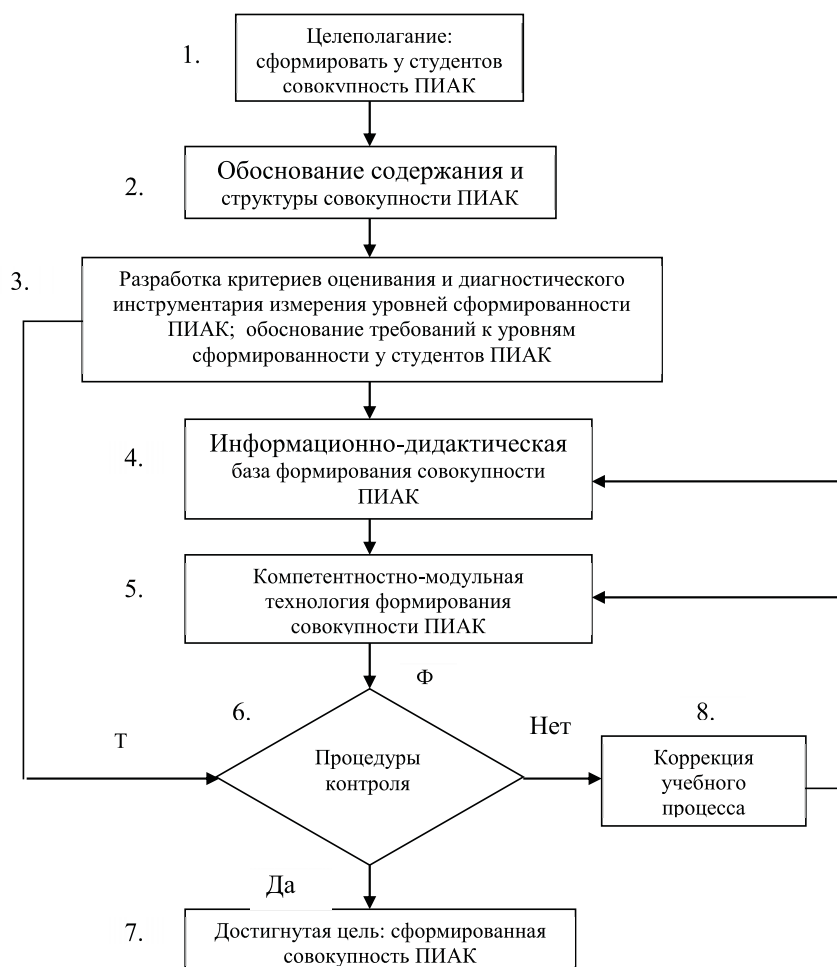 1.
Целеполагание:
сформировать у студентов
совокупность ПИАК
2.
Обоснование содержания и
структуры совокупности ПИАК
3.
Разработка критериев оценивания и диагностического
инструментария измерения уровней сформированности
ПИАК; обоснование требований к уровням
сформированности у студентов ПИАК
4.
Информационно-дидактическая
база формирования совокупности
ПИАК
5.
Компетентностно-модульная
технология формирования
совокупности ПИАК
Ф
6.
Т
Процедуры
контроля
Нет
8.
Коррекция
учебного
процесса
Да
7.
Достигнутая цель: сформированная
совокупность ПИАК